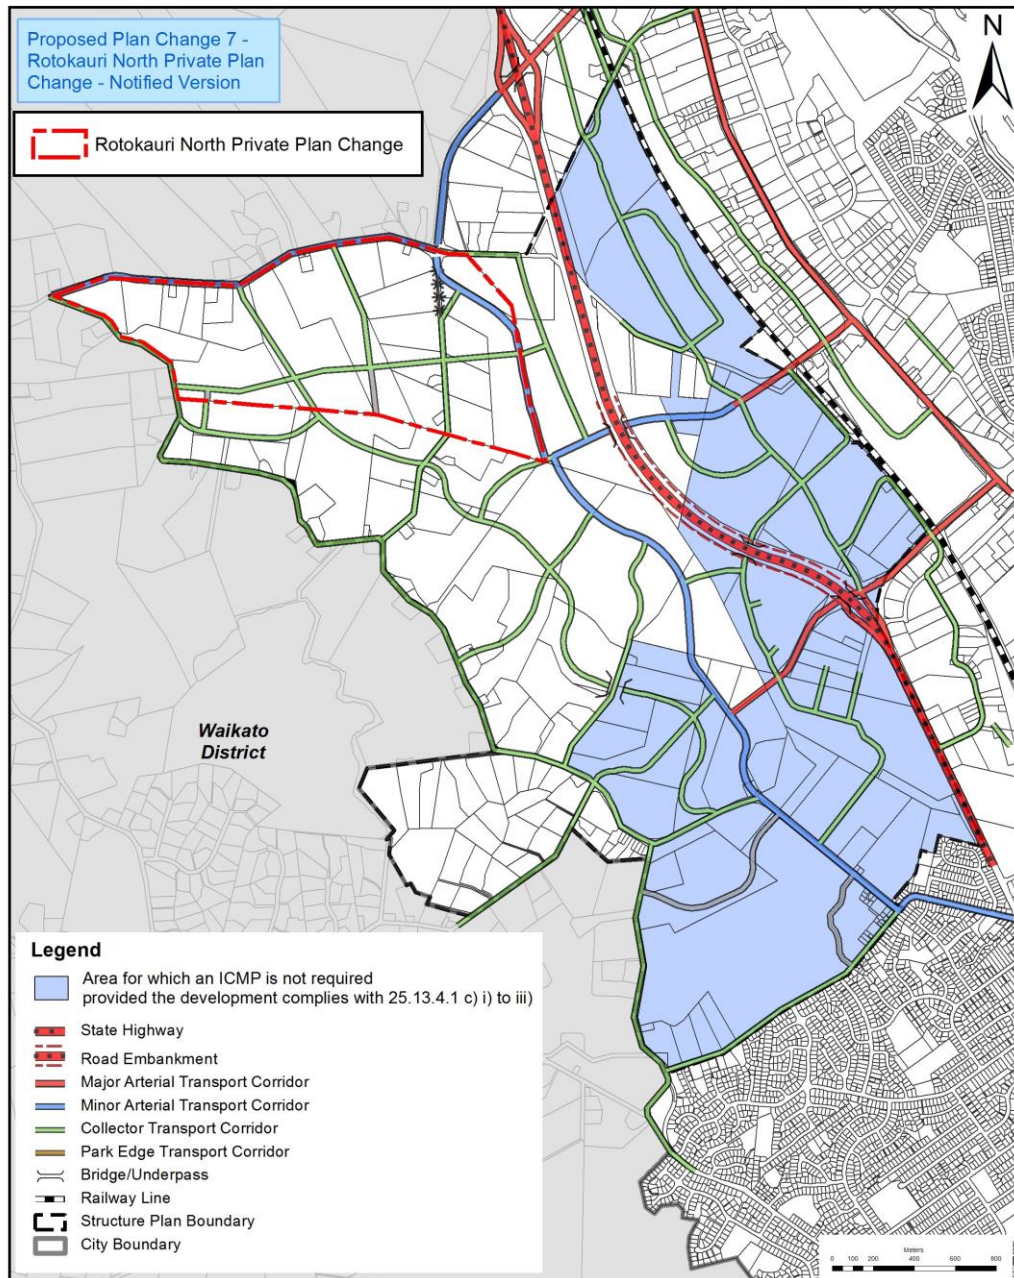 Proposed Plan Change 7 -
Rotokauri North Private Plan
Change - Notified Version
N
Rotokauri North Private Plan Change
Waikato
District
Legend
Area for which an ICMP is not required
provided the development complies with 25.13.4.1 c) i) to iii)
State Highway
Road Embankment
Major Arterial Transport Corridor
Minor Arterial Transport Corridor
Collector Transport Corridor
Park Edge Transport Corridor
Bridge/Underpass
Railway Line
Structure Plan Boundary
City Boundary
Meters
0 100 200 400 600 800